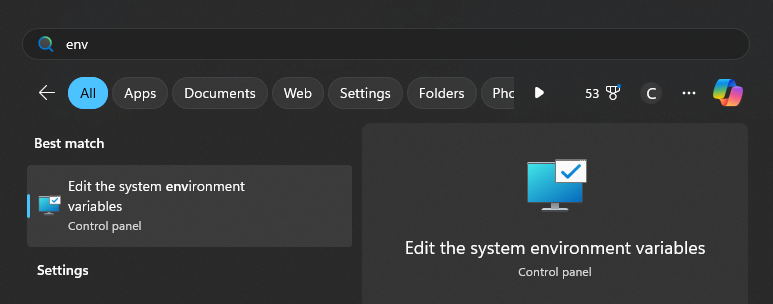 env
All Apps Documents Web Settings Folders Pho 53 C ...
Best match
Edit the system environment
variables
Control panel
Settings
Edit the system environment variables
Control panel